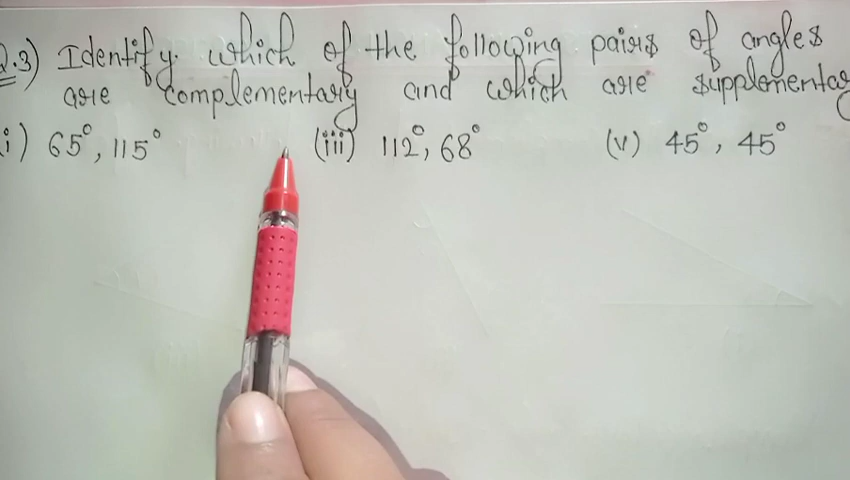 Q.3) Identify which of the following pairs of angles
are complementary and which are supplementary
i) 65°, 115° (iii) 112°, 68° (v) 45°, 45°